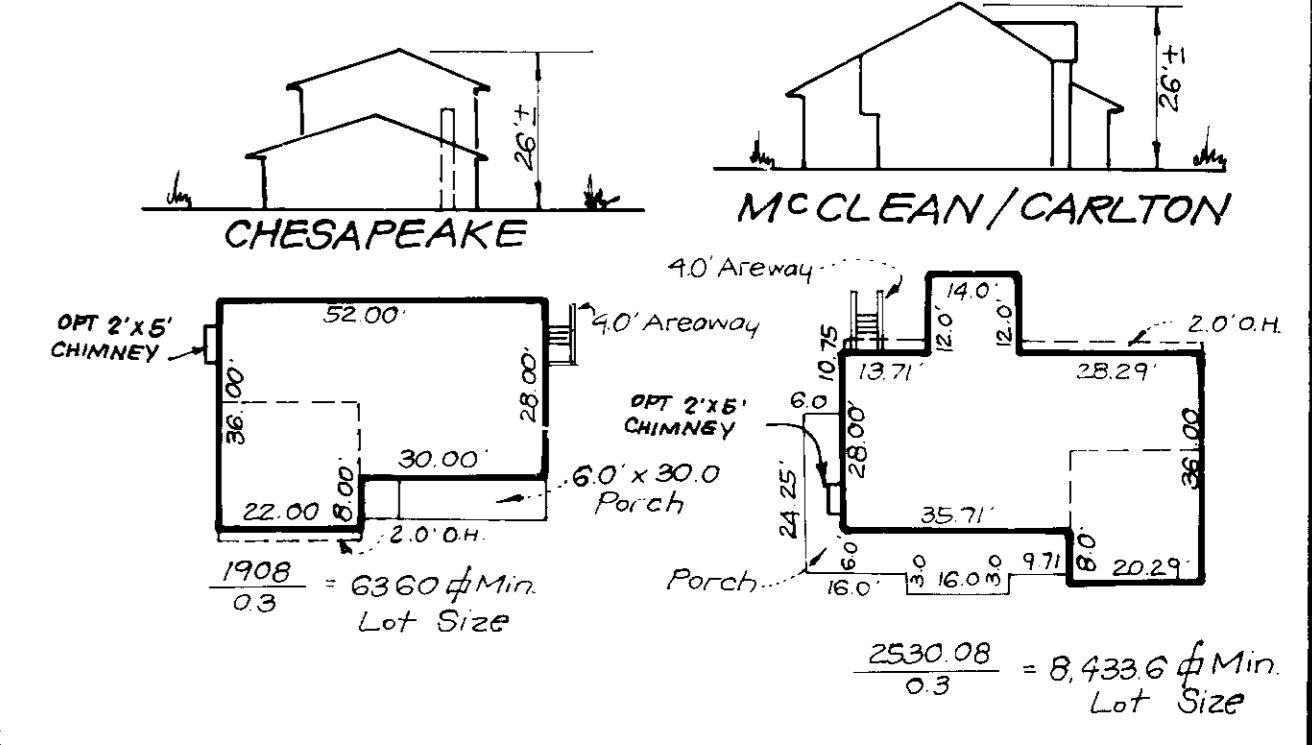 26'±
CHESAPEAKE
26'±
McCLEAN/CARLTON
OPT 2'X5'
CHIMNEY
52.00'
4.0' Areaway
36.00'
28.00'
30.00'
22.00
8.00'
6.0' x 30.0
Porch
2.0' O.H.
1908
0.3
= 6360 ⏍ Min.
Lot Size
4.0' Areway
14.0'
12.0'
12.0'
2.0' O.H.
10.75
13.71'
28.29'
OPT 2'X5'
CHIMNEY
6.0
28.00'
36.00
24.25'
35.71'
6.0'
Porch
16.0'
3.0
16.0
3.0
9.71
8.0'
20.29'
2530.08
0.3
= 8,433.6 ⏍ Min.
Lot Size